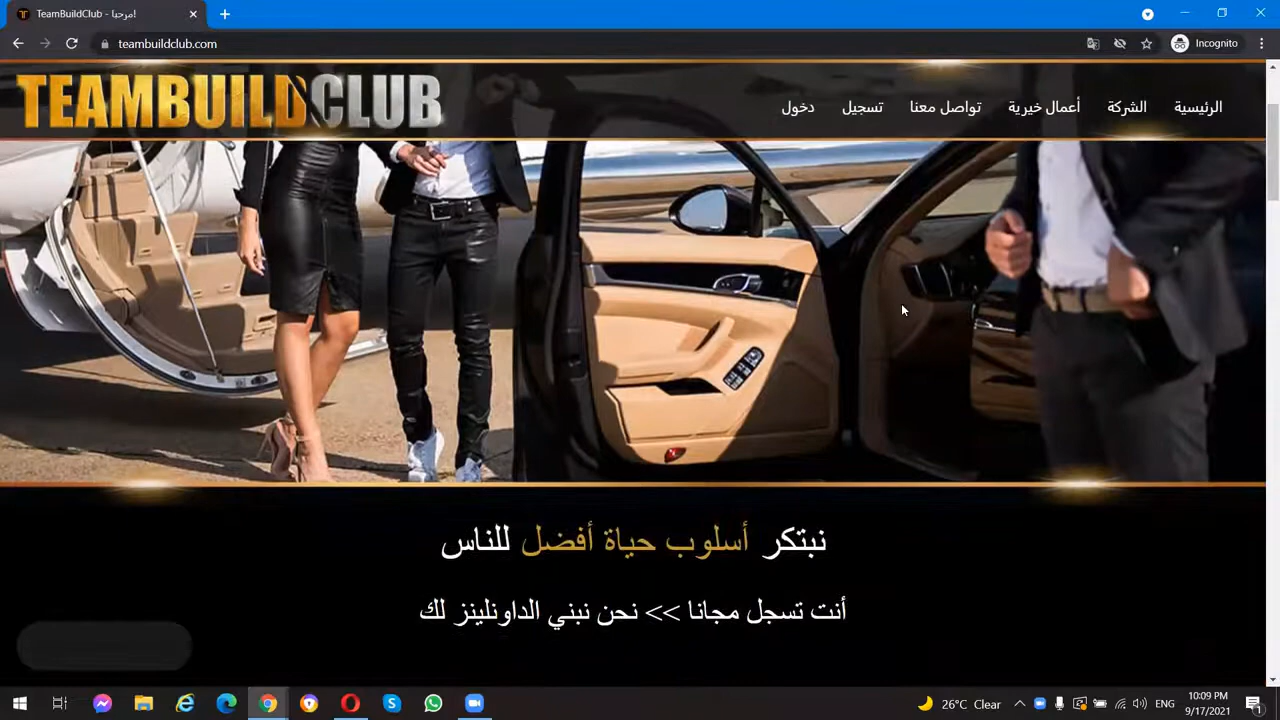 TeamBuildClub - مرحبا!
teambuildclub.com
Incognito
TEAMBUILDCLUB
الرئيسية
الشركة
أعمال خيرية
تواصل معنا
تسجيل
دخول
نبتكر أسلوب حياة أفضل للناس
أنت تسجل مجانا >> نحن نبني الداونلينز لك
26°C Clear
ENG
10:09 PM
9/17/2021